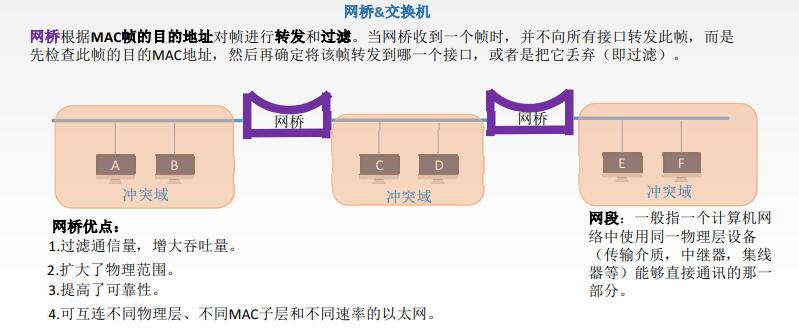 网桥&交换机
网桥根据MAC帧的目的地址对帧进行转发和过滤。当网桥收到一个帧时，并不向所有接口转发此帧，而是
先检查此帧的目的MAC地址，然后再确定将该帧转发到哪一个接口，或者是把它丢弃（即过滤）。
网桥
网桥
A
B
C
D
E
F
冲突域
冲突域
冲突域
网桥优点：
1.过滤通信量，增大吞吐量。
2.扩大了物理范围。
3.提高了可靠性。
4.可互连不同物理层、不同MAC子层和不同速率的以太网。
网段：一般指一个计算机网
络中使用同一物理层设备
（传输介质，中继器，集线
器等）能够直接通讯的那一
部分。